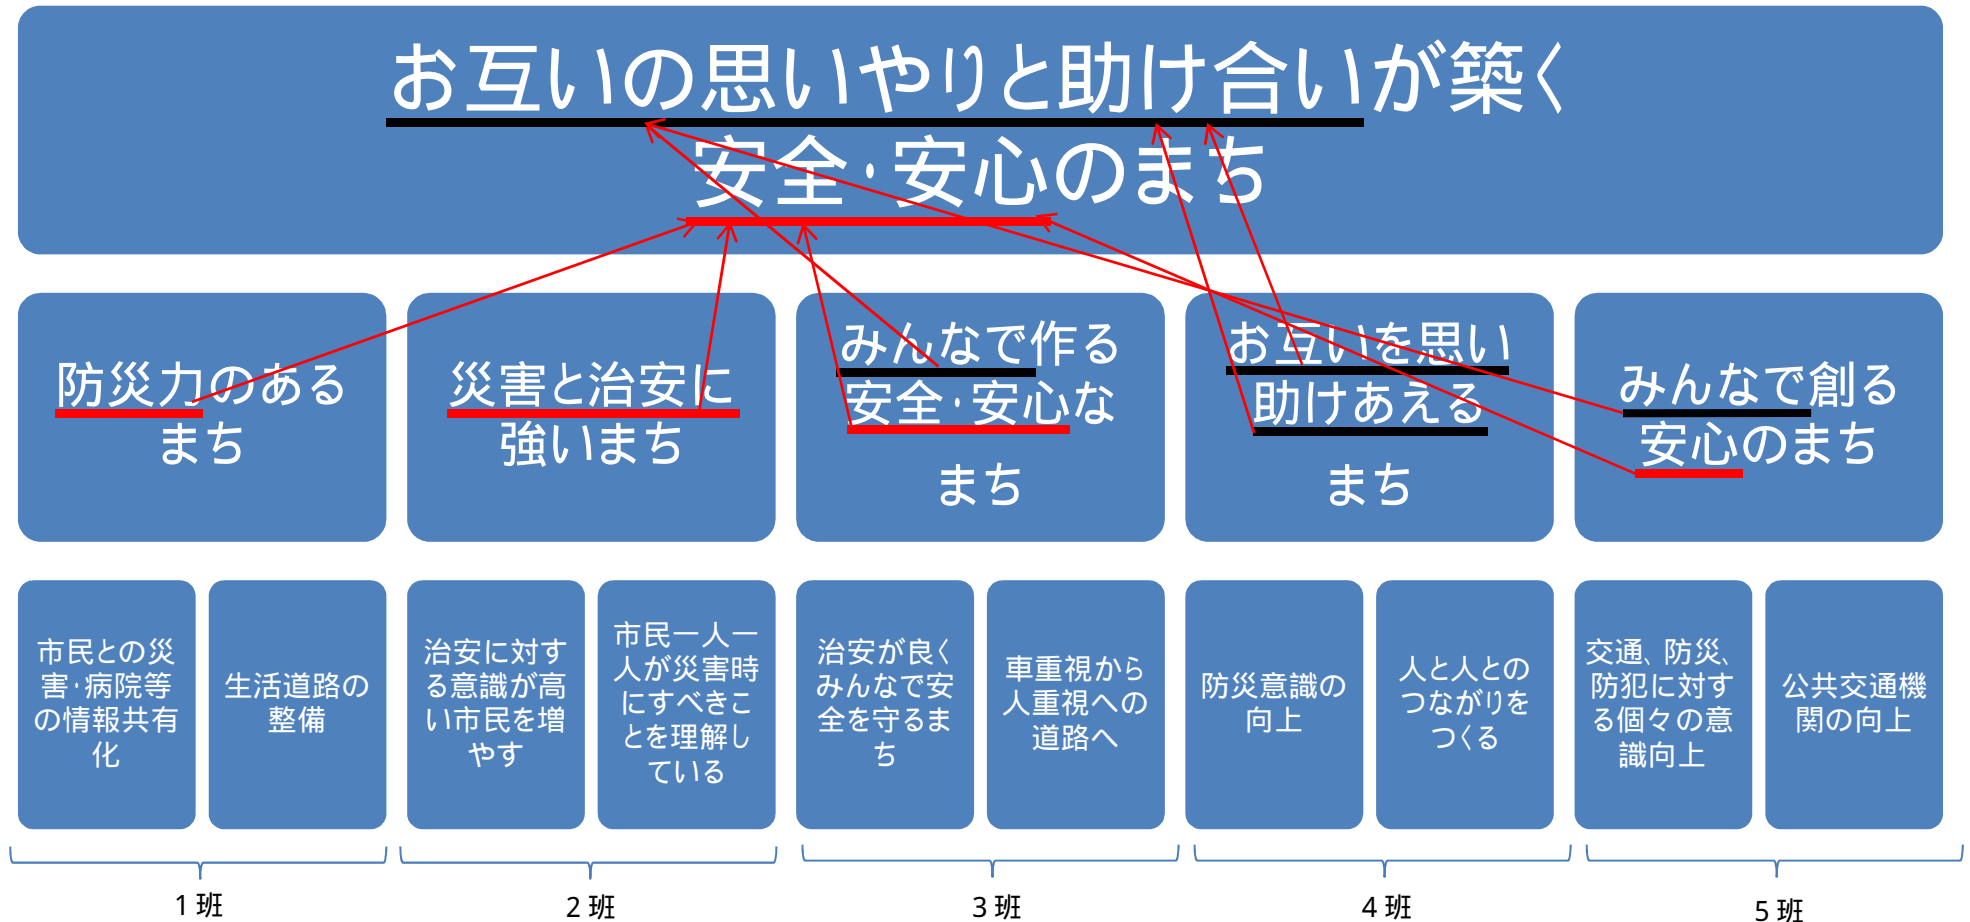 お互いの思いやりと助け合いが築く
安全・安心のまち
防災力のある
まち
災害と治安に
強いまち
みんなで作る
安全・安心な
まち
お互いを思い
助けあえる
まち
みんなで創る
安心のまち
市民との災
害・病院等
の情報共有
化
生活道路の
整備
治安に対す
る意識が高
い市民を増
やす
市民一人一
人が災害時
にすべきこ
とを理解し
ている
治安が良く
みんなで安
全を守るま
ち
車重視から
人重視への
道路へ
防災意識の
向上
人と人との
つながりを
つくる
交通、防災、
防犯に対す
る個々の意
識向上
公共交通機
関の向上
1班
2班
3班
4班
5班